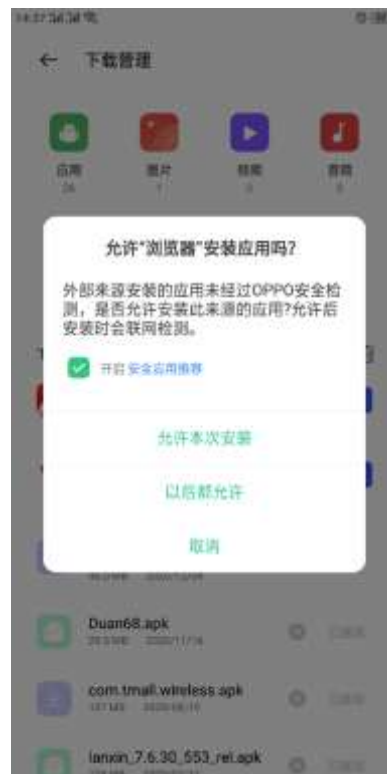 下载管理
应用
图片
视频
音频
允许“浏览器”安装应用吗?
外部来源安装的应用未经过OPPO安全检
测，是否允许安装此来源的应用?允许后
安装时会联网检测。
开启 安全应用推荐
允许本次安装
以后都允许
取消
Duan68.apk
com.tmall.wireless.apk
lanxin_7.6.30_553_rel.apk